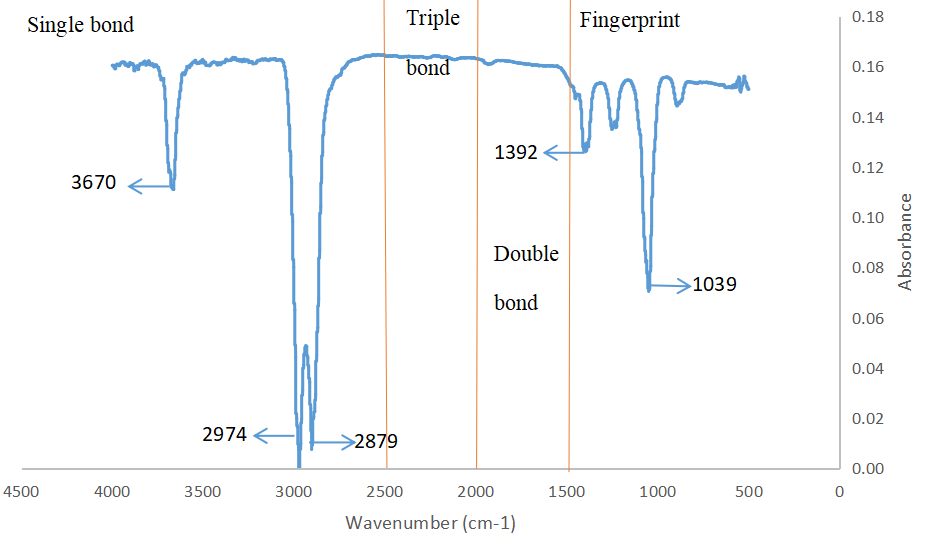 Single bond
Triple
bond
Fingerprint
3670
1392
Double
bond
1039
2974
2879
0.18
0.16
0.14
0.12
0.10
0.08
0.06
0.04
0.02
0.00
Absorbance
4500 4000 3500 3000 2500 2000 1500 1000 500 0
Wavenumber (cm-1)